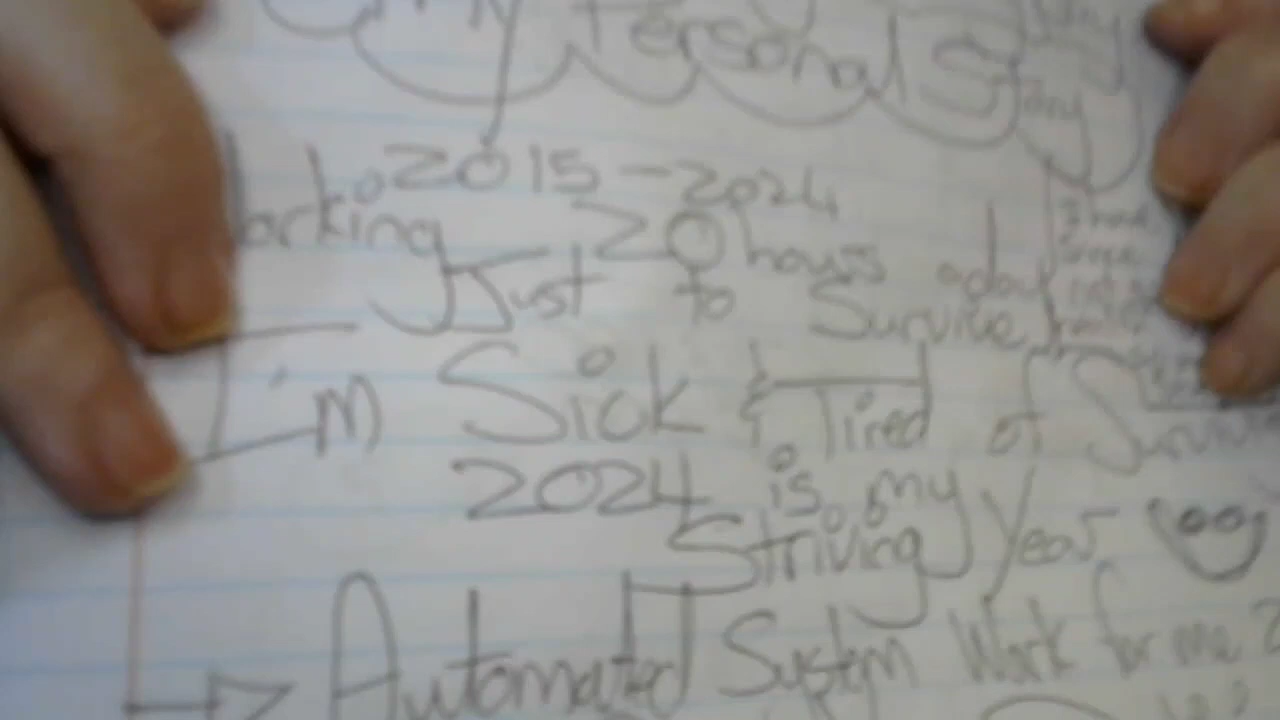 My Personal Story
2015-2024
Working 20 hours a day
Just to Survive
I'm Sick & Tired of
2024 is my
Striving Year
Automated System Work for me